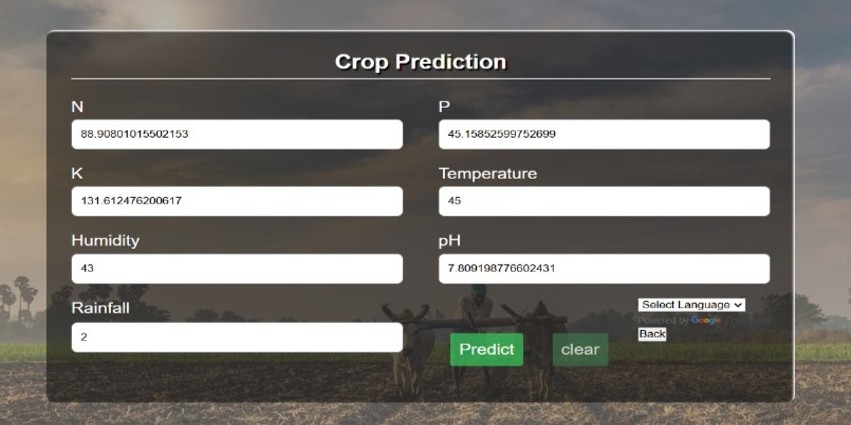 Crop Prediction
N
P
88.90801015502153
45.15852599752699
K
Temperature
131.612476200617
45
Humidity
pH
43
7.809198776602431
Rainfall
Select Language
Powered by Google
2
Back
Predict
clear